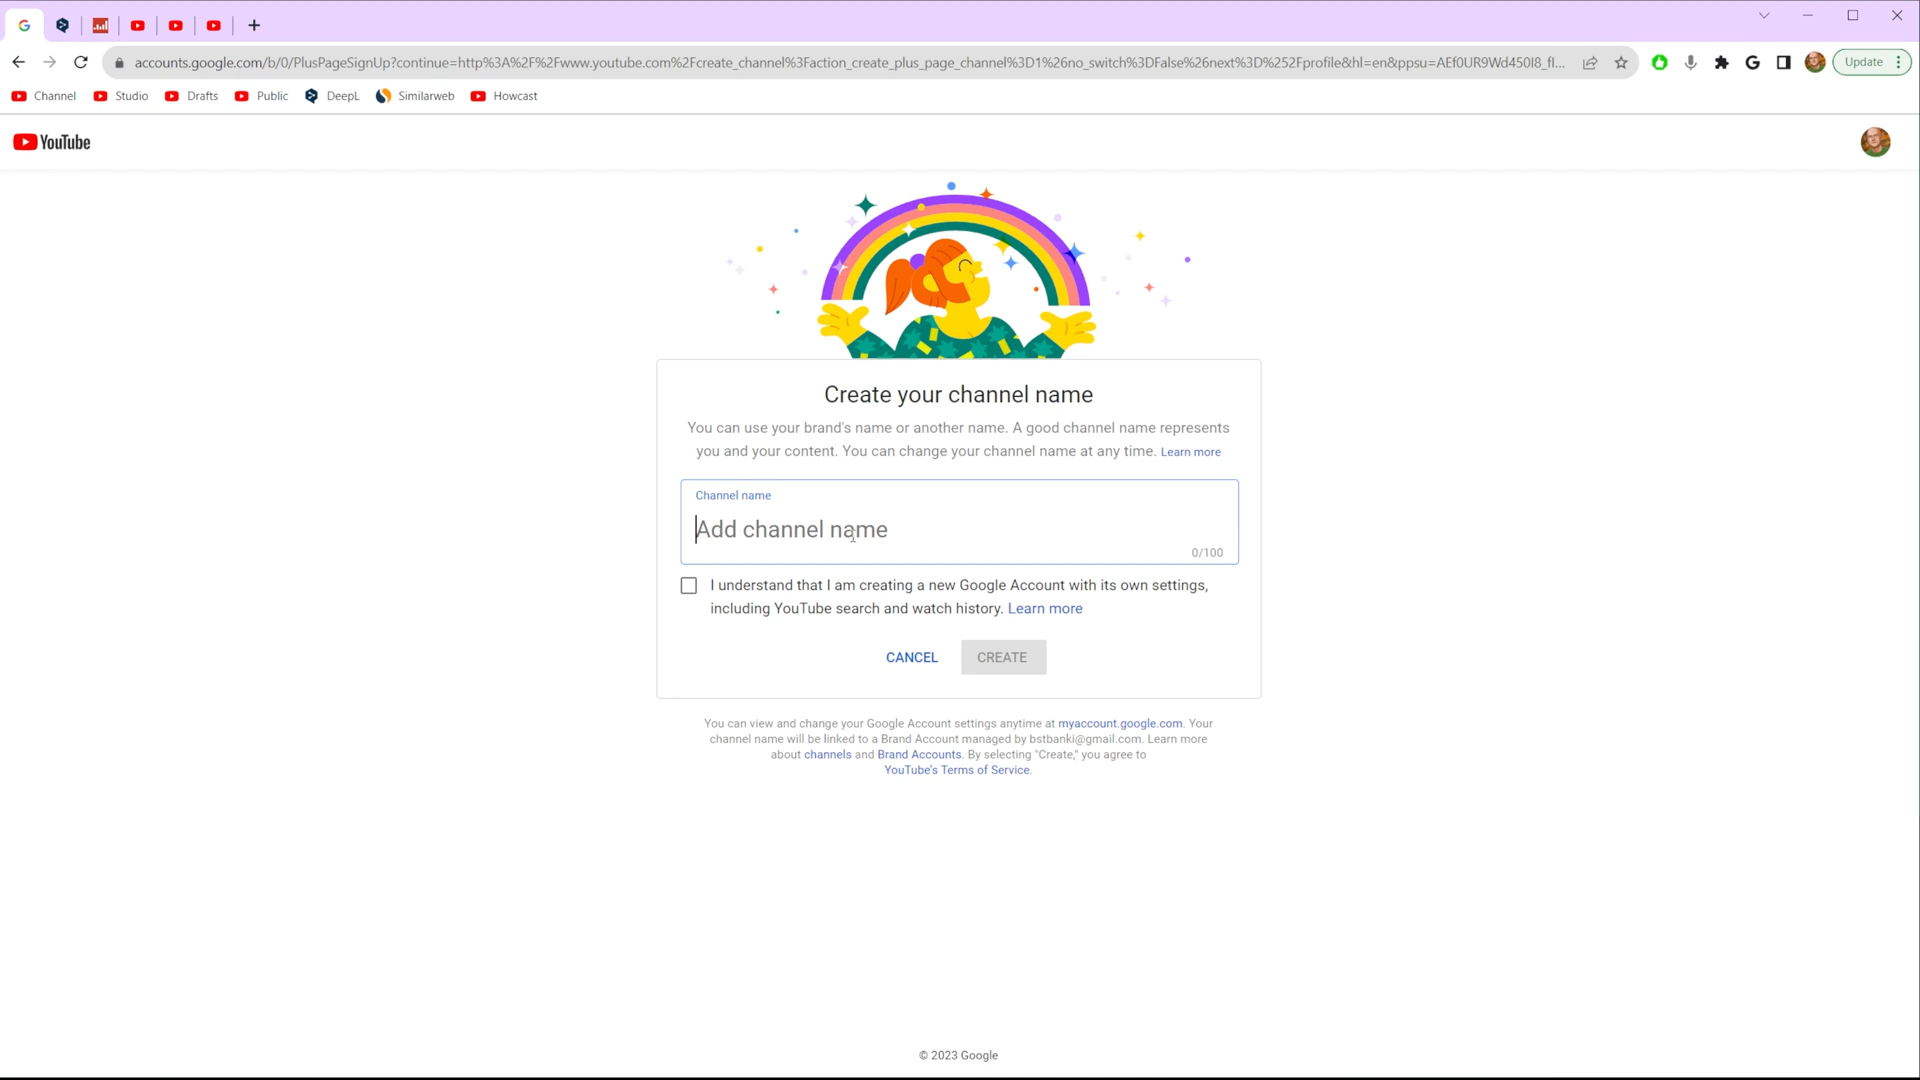 accounts.google.com/b/0/PlusPageSignUp?continue=http%3A%2F%2Fwww.youtube.com%2Fcreate_channel%3Faction_create_plus_page_channel%3D1%26no_switch%3DFalse%26next%3D%252Fprofile&hl=en&ppsu=AEf0UR9Wd450I8_fI... Update
Channel Studio Drafts Public DeepL Similarweb Howcast
YouTube
Create your channel name
You can use your brand's name or another name. A good channel name represents
you and your content. You can change your channel name at any time. Learn more
Channel name
Add channel name
0/100
I understand that I am creating a new Google Account with its own settings,
including YouTube search and watch history. Learn more
CANCEL CREATE
You can view and change your Google Account settings anytime at myaccount.google.com. Your
channel name will be linked to a Brand Account managed by bstbanki@gmail.com. Learn more
about channels and Brand Accounts. By selecting "Create," you agree to
YouTube's Terms of Service.
© 2023 Google